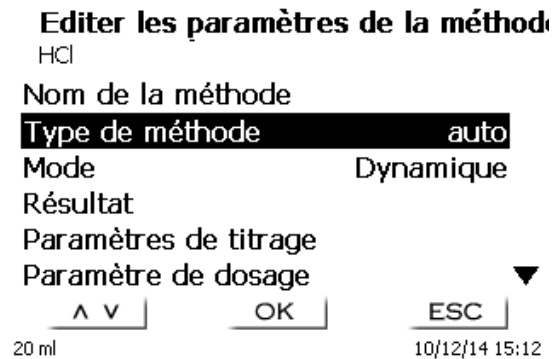 Editer les paramètres de la méthode
HCl
Nom de la méthode
Type de méthode auto
Mode Dynamique
Résultat
Paramètres de titrage
Paramètre de dosage
OK ESC
20 ml 10/12/14 15:12